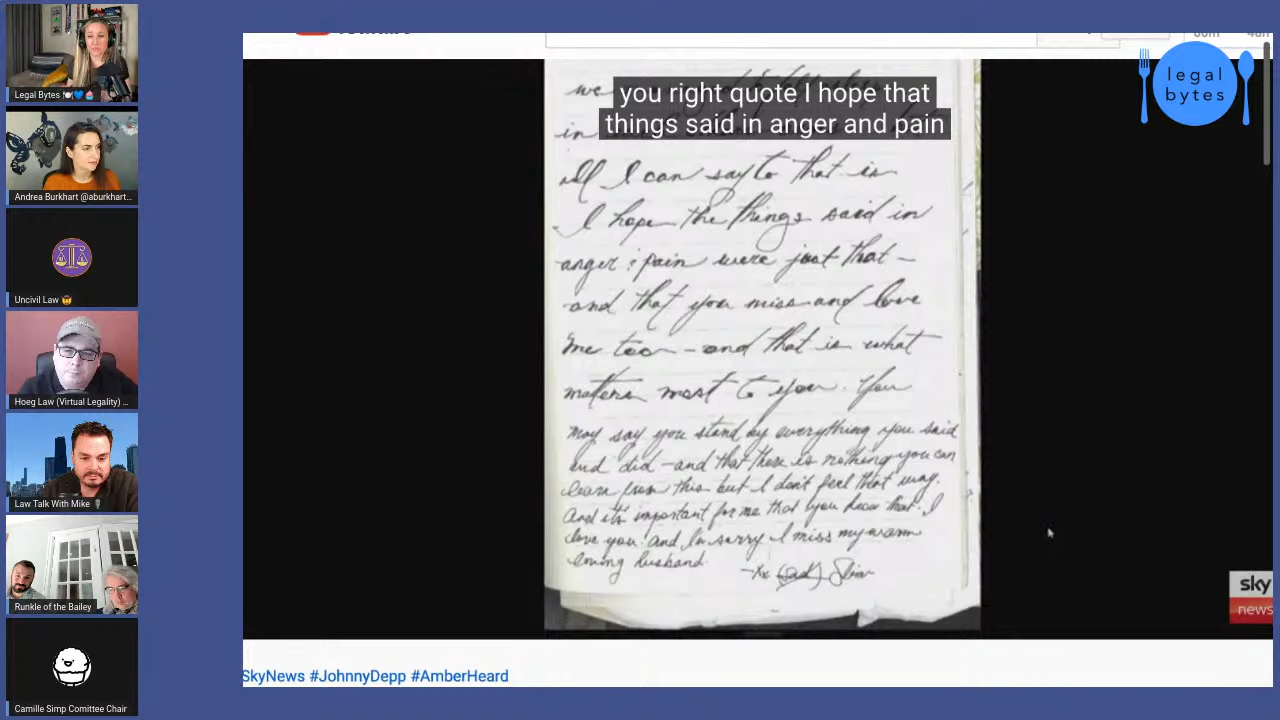 Legal Bytes 🍽️💙🧁
Andrea Burkhart @aburkhart...
Uncivil Law 🤠
Hoeg Law (Virtual Legality) ...
Law Talk With Mike 🎙️
Runkle of the Bailey
Camille Simp Comittee Chair
legal
bytes
you right quote I hope that
things said in anger and pain
we
in
all I can say to that is
I hope the things said in
anger & pain were just that –
and that you miss and love
me too – and that is what
matters most to you. You
may say you stand by everything you said
and did – and that there is nothing you can
learn from this but I don't feel that way.
And it's important for me that you know that. I
love you. and I'm sorry. I miss my warm
loving husband.
–Xx Slim
sky
news
SkyNews #JohnnyDepp #AmberHeard